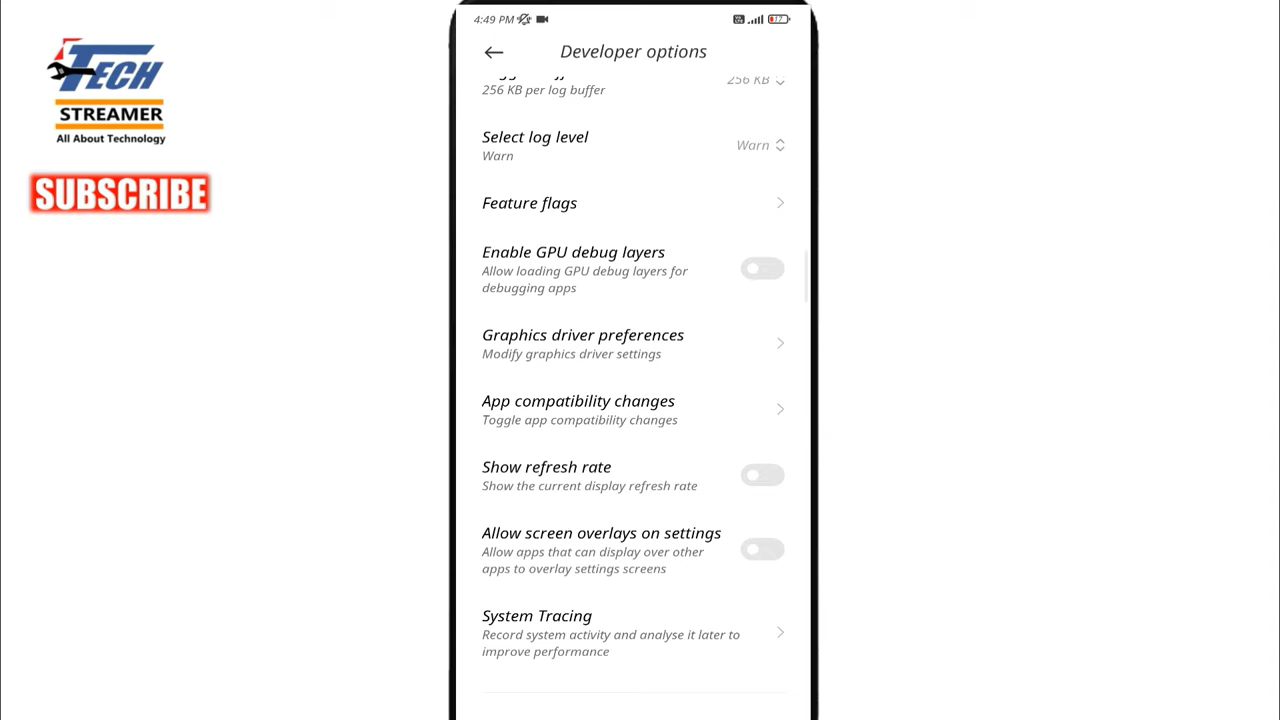 TECH
STREAMER
All About Technology
SUBSCRIBE
4:49 PM
17
Developer options
256 KB per log buffer
256 KB
Select log level
Warn
Warn
Feature flags
Enable GPU debug layers
Allow loading GPU debug layers for
debugging apps
Graphics driver preferences
Modify graphics driver settings
App compatibility changes
Toggle app compatibility changes
Show refresh rate
Show the current display refresh rate
Allow screen overlays on settings
Allow apps that can display over other
apps to overlay settings screens
System Tracing
Record system activity and analyse it later to
improve performance